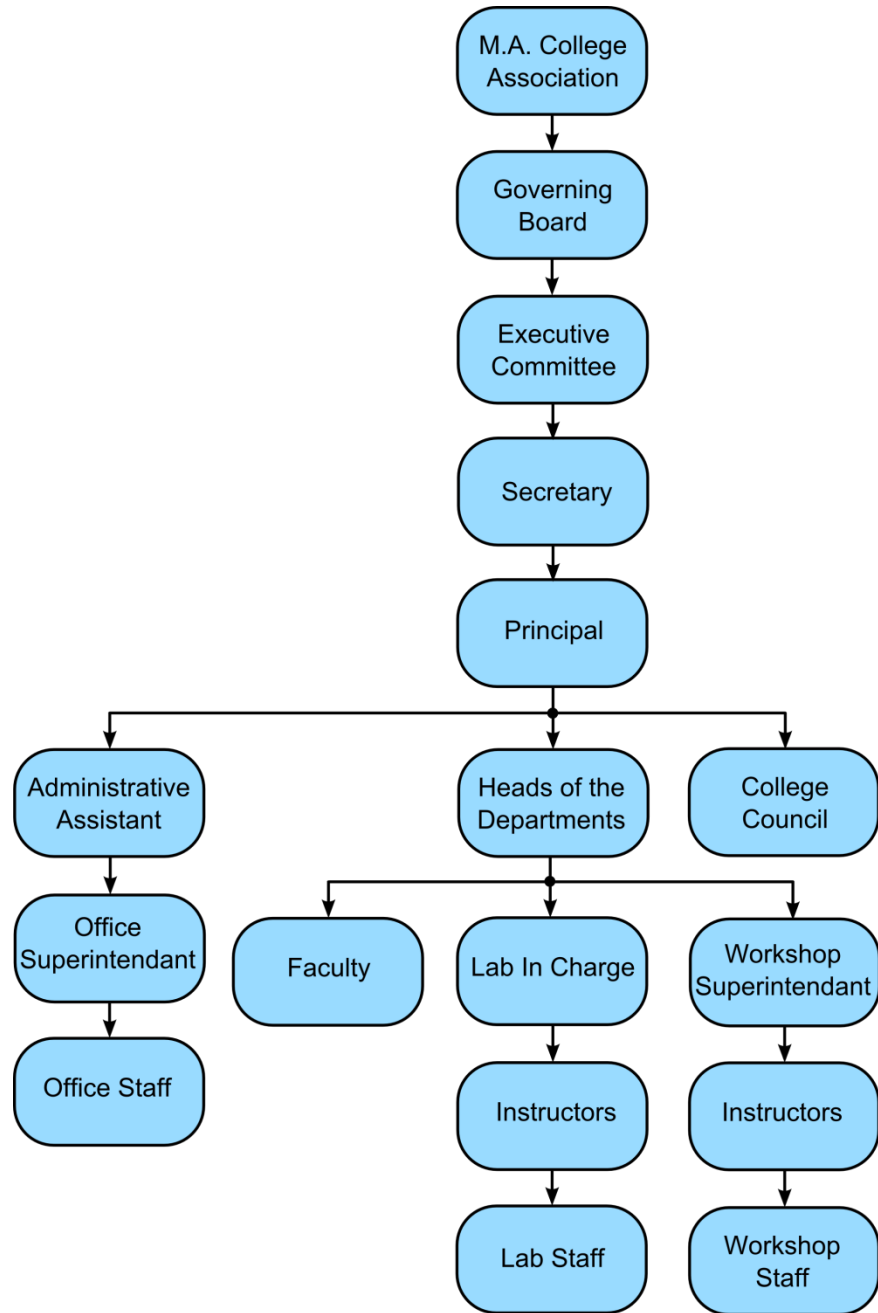 M.A. College
Association
Governing
Board
Executive
Committee
Secretary
Principal
Administrative
Assistant
Heads of the
Departments
College
Council
Office
Superintendant
Faculty
Lab In Charge
Workshop
Superintendant
Office Staff
Instructors
Instructors
Lab Staff
Workshop
Staff